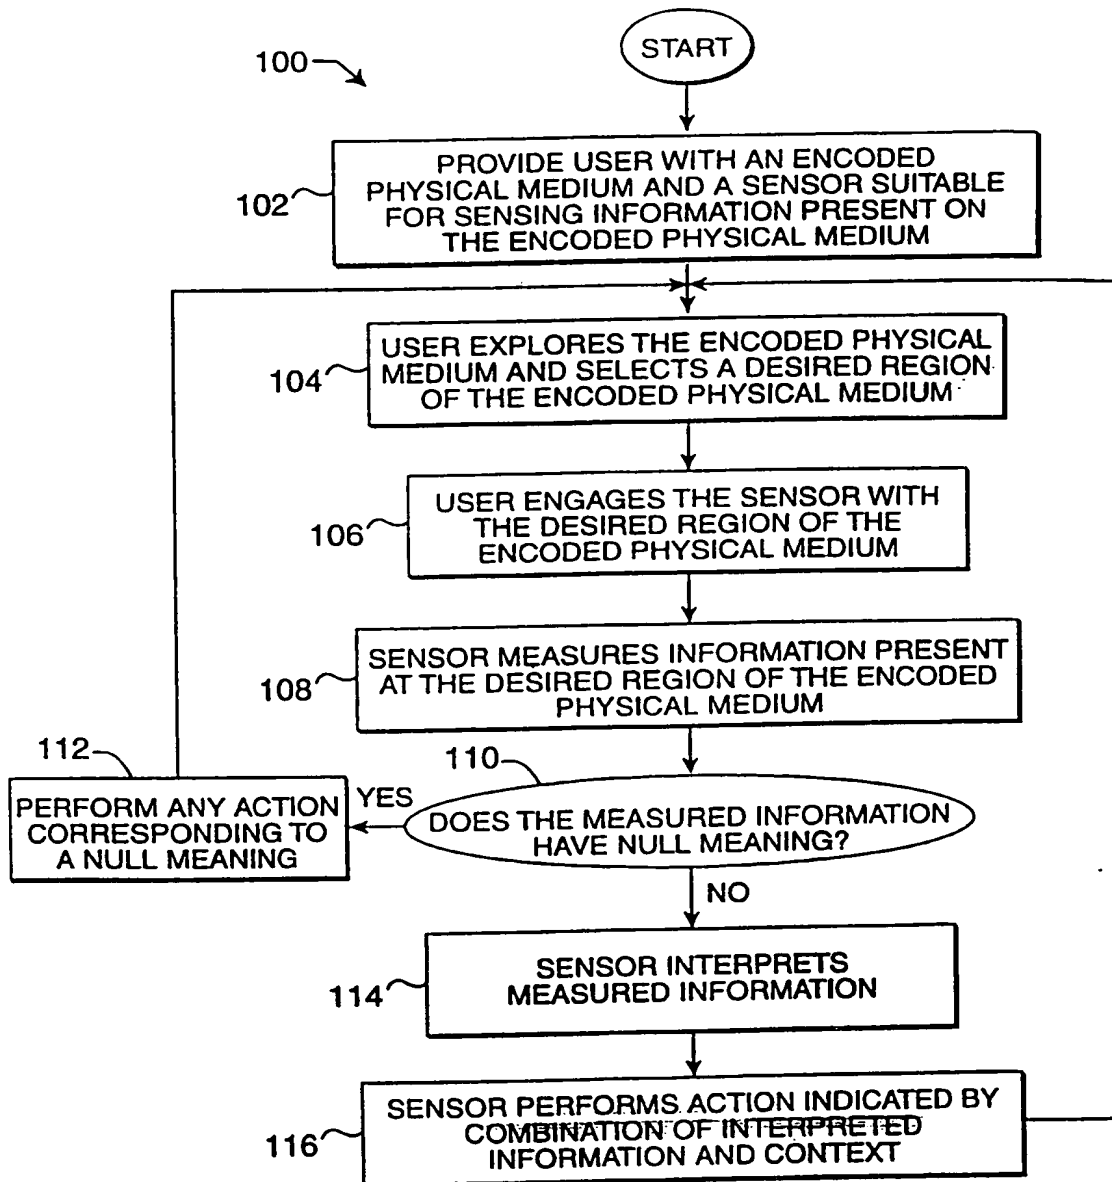 START
100
PROVIDE USER WITH AN ENCODED
PHYSICAL MEDIUM AND A SENSOR SUITABLE
FOR SENSING INFORMATION PRESENT ON
THE ENCODED PHYSICAL MEDIUM
102
USER EXPLORES THE ENCODED PHYSICAL
MEDIUM AND SELECTS A DESIRED REGION
OF THE ENCODED PHYSICAL MEDIUM
104
USER ENGAGES THE SENSOR WITH
THE DESIRED REGION OF THE
ENCODED PHYSICAL MEDIUM
106
SENSOR MEASURES INFORMATION PRESENT
AT THE DESIRED REGION OF THE ENCODED
PHYSICAL MEDIUM
108
110
DOES THE MEASURED INFORMATION
HAVE NULL MEANING?
YES
112
PERFORM ANY ACTION
CORRESPONDING TO
A NULL MEANING
NO
SENSOR INTERPRETS
MEASURED INFORMATION
114
SENSOR PERFORMS ACTION INDICATED BY
COMBINATION OF INTERPRETED
INFORMATION AND CONTEXT
116